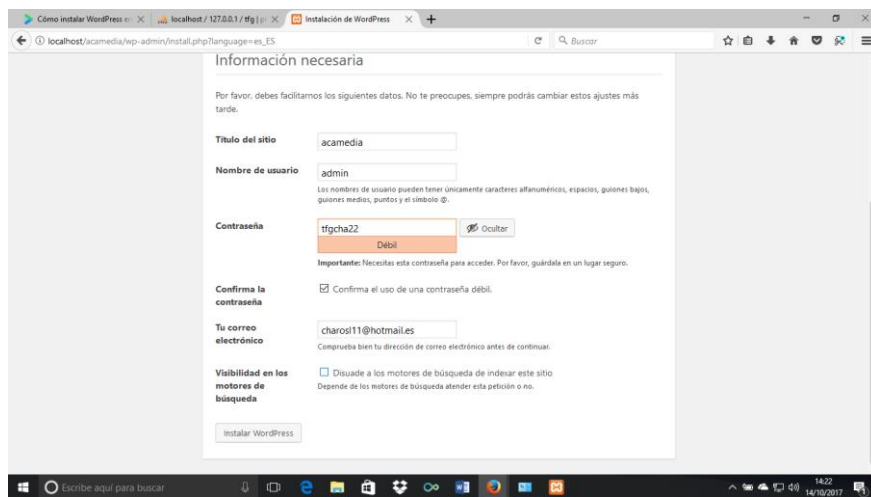 Cómo instalar WordPress en
localhost / 127.0.0.1 / tfg | p
Instalación de WordPress
localhost/acamedia/wp-admin/install.php?language=es_ES
Buscar
Información necesaria
Por favor, debes facilitarnos los siguientes datos. No te preocupes, siempre podrás cambiar estos ajustes más
tarde.
Título del sitio
acamedia
Nombre de usuario
admin
Los nombres de usuario pueden tener únicamente caracteres alfanuméricos, espacios, guiones bajos,
guiones medios, puntos y el símbolo @.
Contraseña
tfgcha22
Ocultar
Débil
Importante: Necesitas esta contraseña para acceder. Por favor, guárdala en un lugar seguro.
Confirma la
contraseña
Confirma el uso de una contraseña débil.
Tu correo
electrónico
charosl11@hotmail.es
Comprueba bien tu dirección de correo electrónico antes de continuar.
Visibilidad en los
motores de
búsqueda
Disuade a los motores de búsqueda de indexar este sitio
Depende de los motores de búsqueda atender esta petición o no.
Instalar WordPress
Escribe aquí para buscar
14:22
14/10/2017